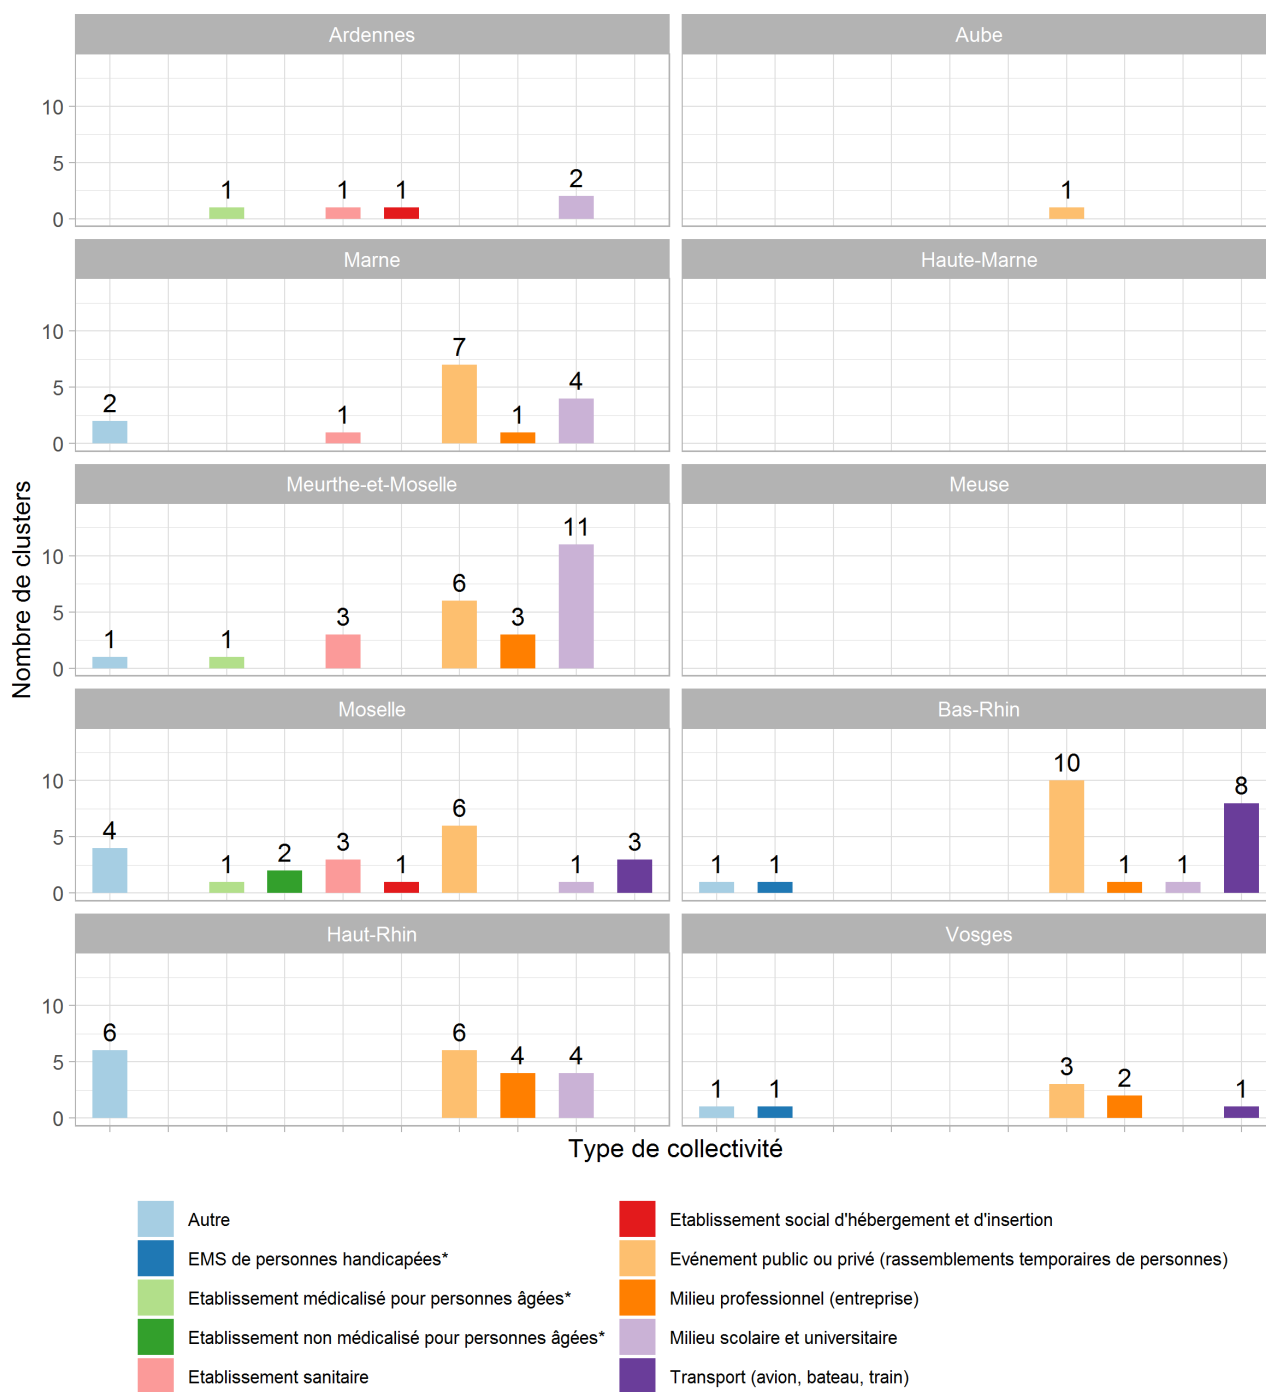 Ardennes
Aube
10
5
0
1
1
1
2
1
Marne
Haute-Marne
10
5
0
2
1
7
1
4
Meurthe-et-Moselle
Meuse
10
5
0
1
1
3
6
3
11
Moselle
Bas-Rhin
10
5
0
4
1
2
3
1
6
1
3
1
1
10
1
1
8
Haut-Rhin
Vosges
10
5
0
6
6
4
4
1
1
3
2
1
Nombre de clusters
Type de collectivité
Autre
EMS de personnes handicapées*
Etablissement médicalisé pour personnes âgées*
Etablissement non médicalisé pour personnes âgées*
Etablissement sanitaire
Etablissement social d'hébergement et d'insertion
Evénement public ou privé (rassemblements temporaires de personnes)
Milieu professionnel (entreprise)
Milieu scolaire et universitaire
Transport (avion, bateau, train)